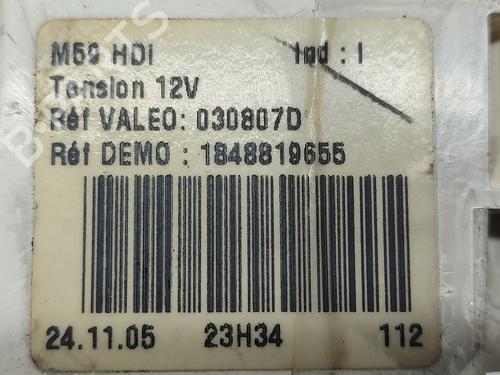 M59 HDI Ind : I
Tension 12V
Réf VALEO: 030807D
Réf DEMO : 1848819655
24.11.05 23H34 112